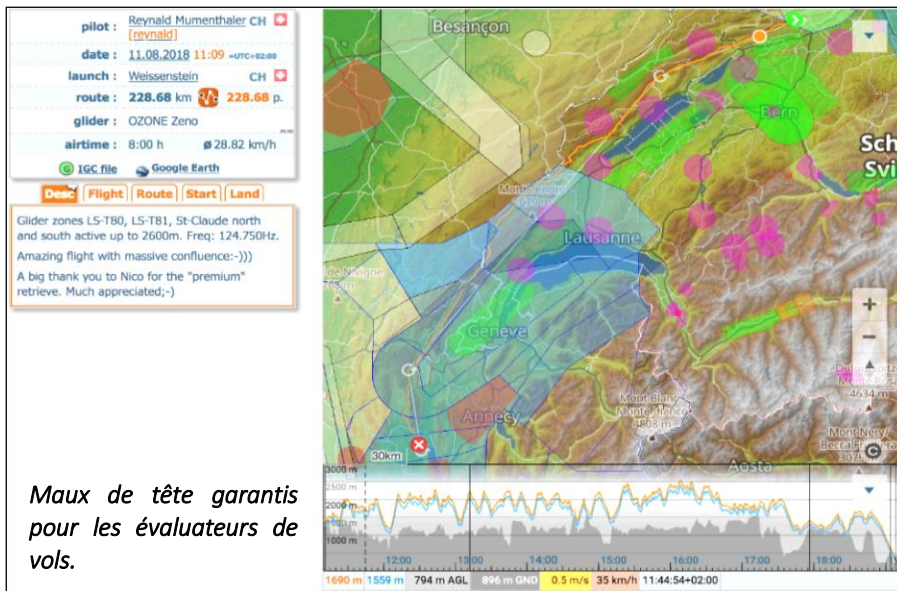 pilot : Reynald Mumenthaler CH
[reynald]
date : 11.08.2018 11:09 =UTC+02:00
launch : Weissenstein CH
route : 228.68 km 228.68 p.
glider : OZONE Zeno
airtime : 8:00 h ø 28.82 km/h
G IGC file Google Earth
Desc Flight Route Start Land
Glider zones LS-T80, LS-T81, St-Claude north
and south active up to 2600m. Freq: 124.750Hz.
Amazing flight with massive confluence:-)))
A big thank you to Nico for the "premium"
retrieve. Much appreciated;-)
Maux de tête garantis
pour les évaluateurs de
vols.
Besançon
G
Bern
Sch
Svi
Lausanne
Genève
G
Mont Blanc
4808 m
4634 m
Annecy
Aosta
30km
3000 m
2500 m
2000 m
1500 m
1000 m
12:00 13:00 14:00 15:00 16:00 17:00 18:00
1690 m 1559 m 794 m AGL 896 m GND 0.5 m/s 35 km/h 11:44:54+02:00